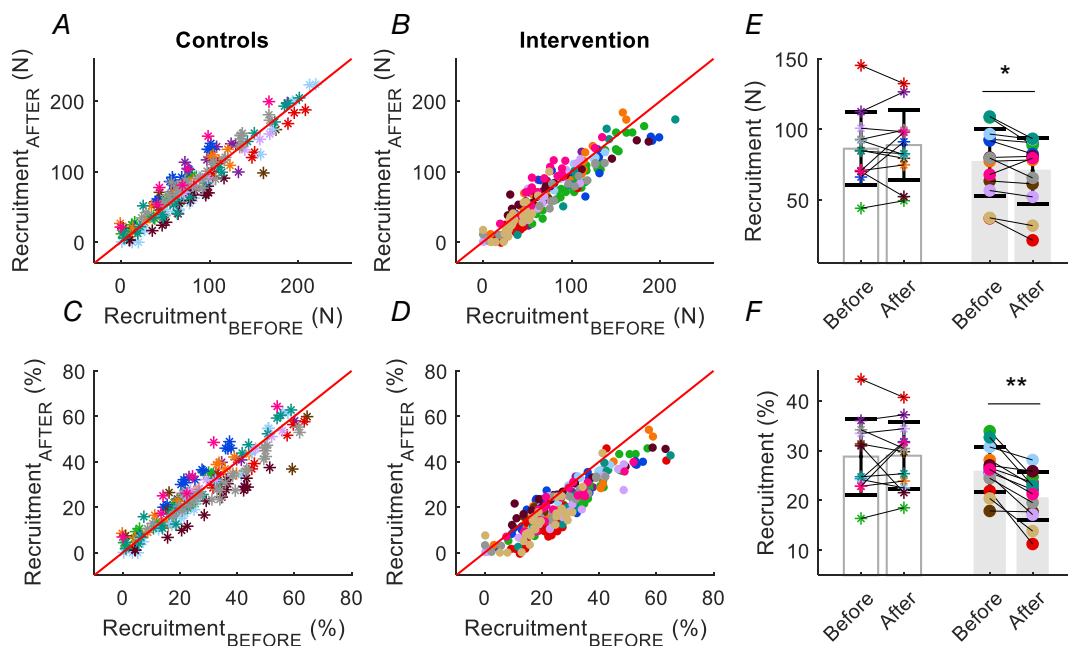 A
Controls
Recruitment_AFTER (N)
200
100
0
0
100
200
Recruitment_BEFORE (N)
B
Intervention
Recruitment_AFTER (N)
200
100
0
0
100
200
Recruitment_BEFORE (N)
E
Recruitment (N)
150
100
50
*
Before
After
Before
After
C
Recruitment_AFTER (%)
80
60
40
20
0
0
20
40
60
80
Recruitment_BEFORE (%)
D
Recruitment_AFTER (%)
80
60
40
20
0
0
20
40
60
80
Recruitment_BEFORE (%)
F
Recruitment (%)
40
30
20
10
**
Before
After
Before
After